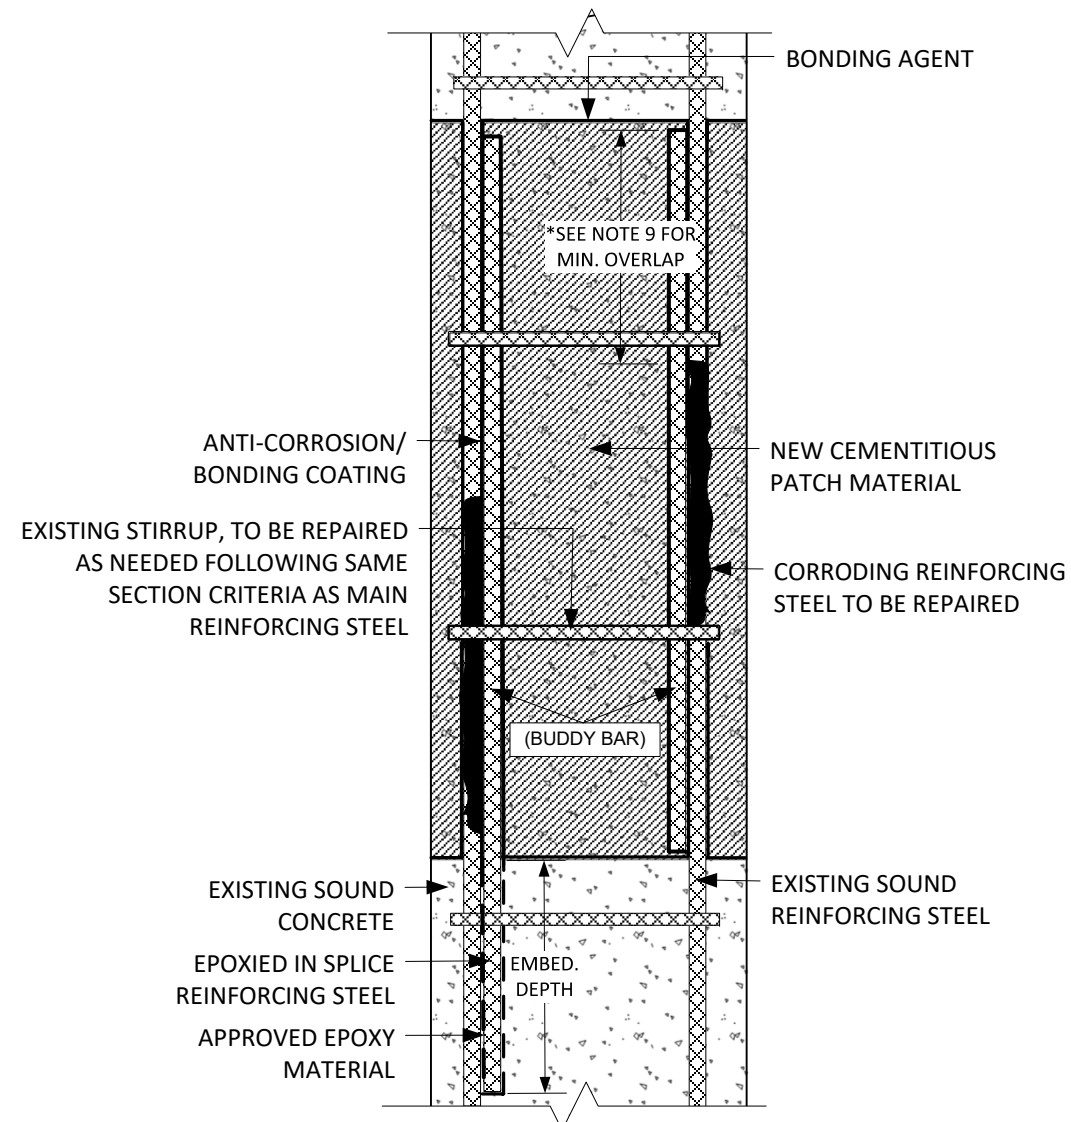 BONDING AGENT
*SEE NOTE 9 FOR
MIN. OVERLAP
ANTI-CORROSION/
BONDING COATING
NEW CEMENTITIOUS
PATCH MATERIAL
EXISTING STIRRUP, TO BE REPAIRED
AS NEEDED FOLLOWING SAME
SECTION CRITERIA AS MAIN
REINFORCING STEEL
CORRODING REINFORCING
STEEL TO BE REPAIRED
(BUDDY BAR)
EXISTING SOUND
CONCRETE
EXISTING SOUND
REINFORCING STEEL
EPOXIED IN SPLICE
REINFORCING STEEL
EMBED.
DEPTH
APPROVED EPOXY
MATERIAL